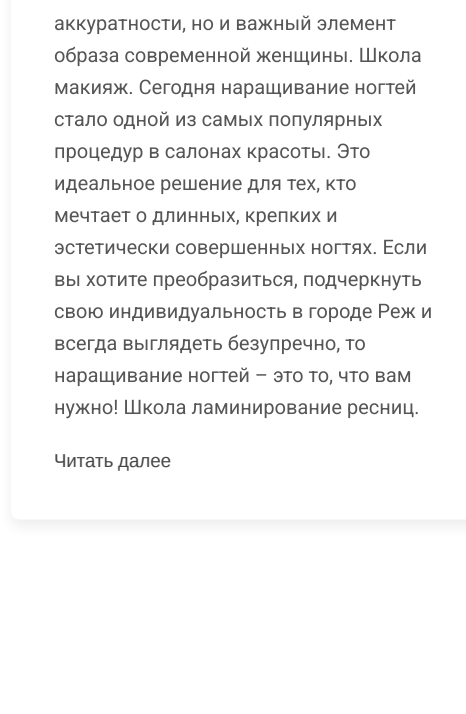 аккуратности, но и важный элемент
образа современной женщины. Школа
макияж. Сегодня наращивание ногтей
стало одной из самых популярных
процедур в салонах красоты. Это
идеальное решение для тех, кто
мечтает о длинных, крепких и
эстетически совершенных ногтях. Если
вы хотите преобразиться, подчеркнуть
свою индивидуальность в городе Реж и
всегда выглядеть безупречно, то
наращивание ногтей – это то, что вам
нужно! Школа ламинирование ресниц.
Читать далее